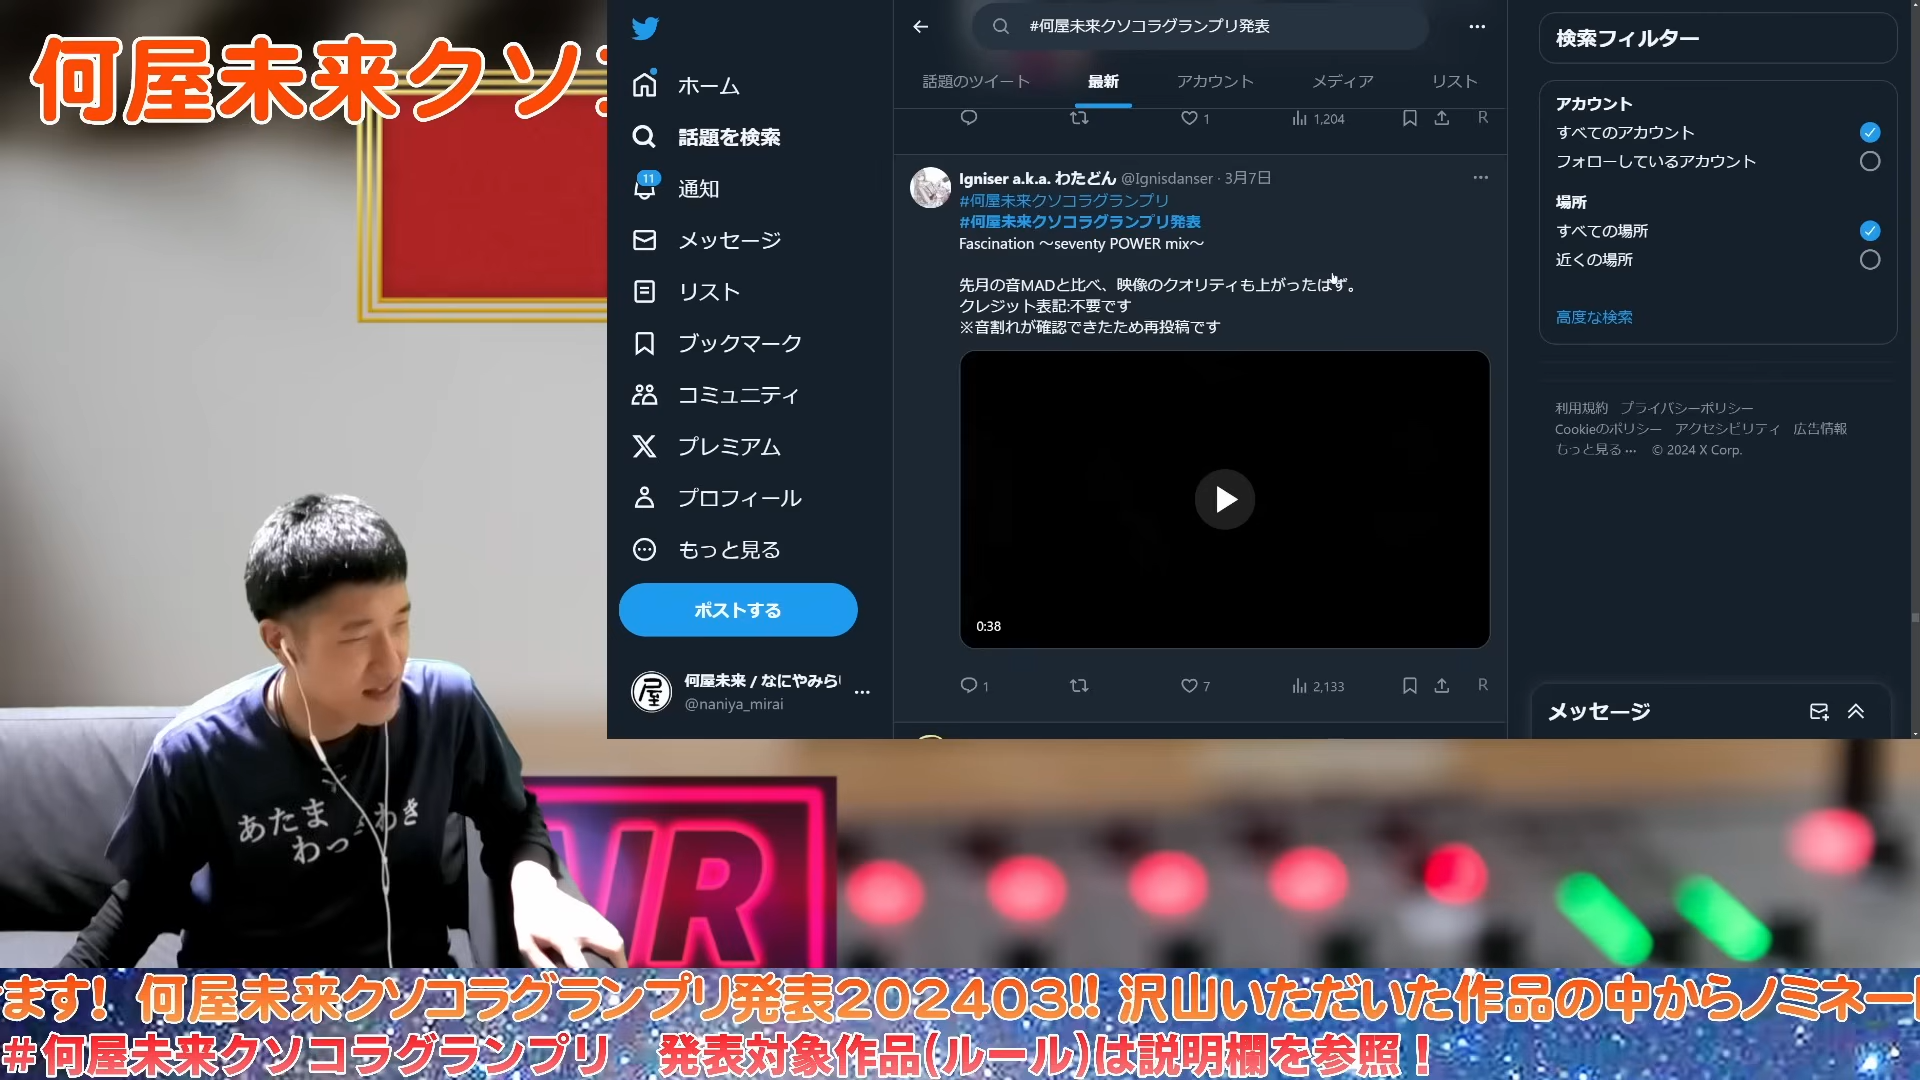 何屋未来クソ
ホーム
話題を検索
11
通知
メッセージ
リスト
ブックマーク
コミュニティ
プレミアム
プロフィール
もっと見る
ポストする
屋
何屋未来 / なにやみら
@naniya_mirai
#何屋未来クソコラグランプリ発表
話題のツイート 最新 アカウント メディア リスト
1 1,204 R
Igniser a.k.a. わたどん @Ignisdanser · 3月7日
#何屋未来クソコラグランプリ
#何屋未来クソコラグランプリ発表
Fascination 〜seventy POWER mix〜
先月の音MADと比べ、映像のクオリティも上がったはず。
クレジット表記:不要です
※音割れが確認できたため再投稿です
0:38
1 7 2,133 R
検索フィルター
アカウント
すべてのアカウント
フォローしているアカウント
場所
すべての場所
近くの場所
高度な検索
利用規約 プライバシーポリシー
Cookieのポリシー アクセシビリティ 広告情報
もっと見る ··· © 2024 X Corp.
メッセージ
あたま
わっ
わき
VR
ます! 何屋未来クソコラグランプリ発表202403!! 沢山いただいた作品の中からノミネー
#何屋未来クソコラグランプリ 発表対象作品(ルール)は説明欄を参照!